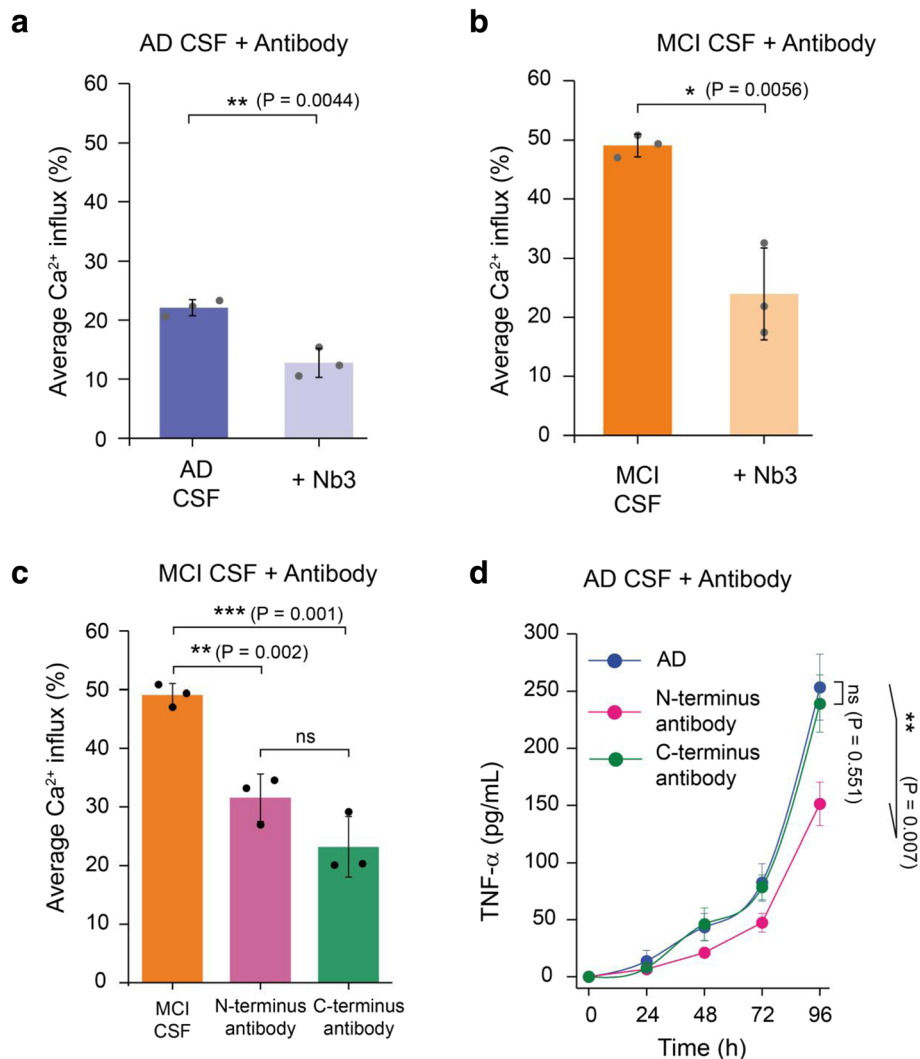 a
AD CSF + Antibody
** (P = 0.0044)
Average Ca²⁺ influx (%)
60
50
40
30
20
10
0
AD
CSF
+ Nb3
b
MCI CSF + Antibody
* (P = 0.0056)
Average Ca²⁺ influx (%)
60
50
40
30
20
10
0
MCI
CSF
+ Nb3
c
MCI CSF + Antibody
*** (P = 0.001)
** (P = 0.002)
ns
Average Ca²⁺ influx (%)
60
50
40
30
20
10
0
MCI
CSF
N-terminus
antibody
C-terminus
antibody
d
AD CSF + Antibody
AD
N-terminus
antibody
C-terminus
antibody
ns
(P = 0.551)
**
(P = 0.007)
TNF-α (pg/mL)
300
250
200
150
100
50
0
0 24 48 72 96
Time (h)